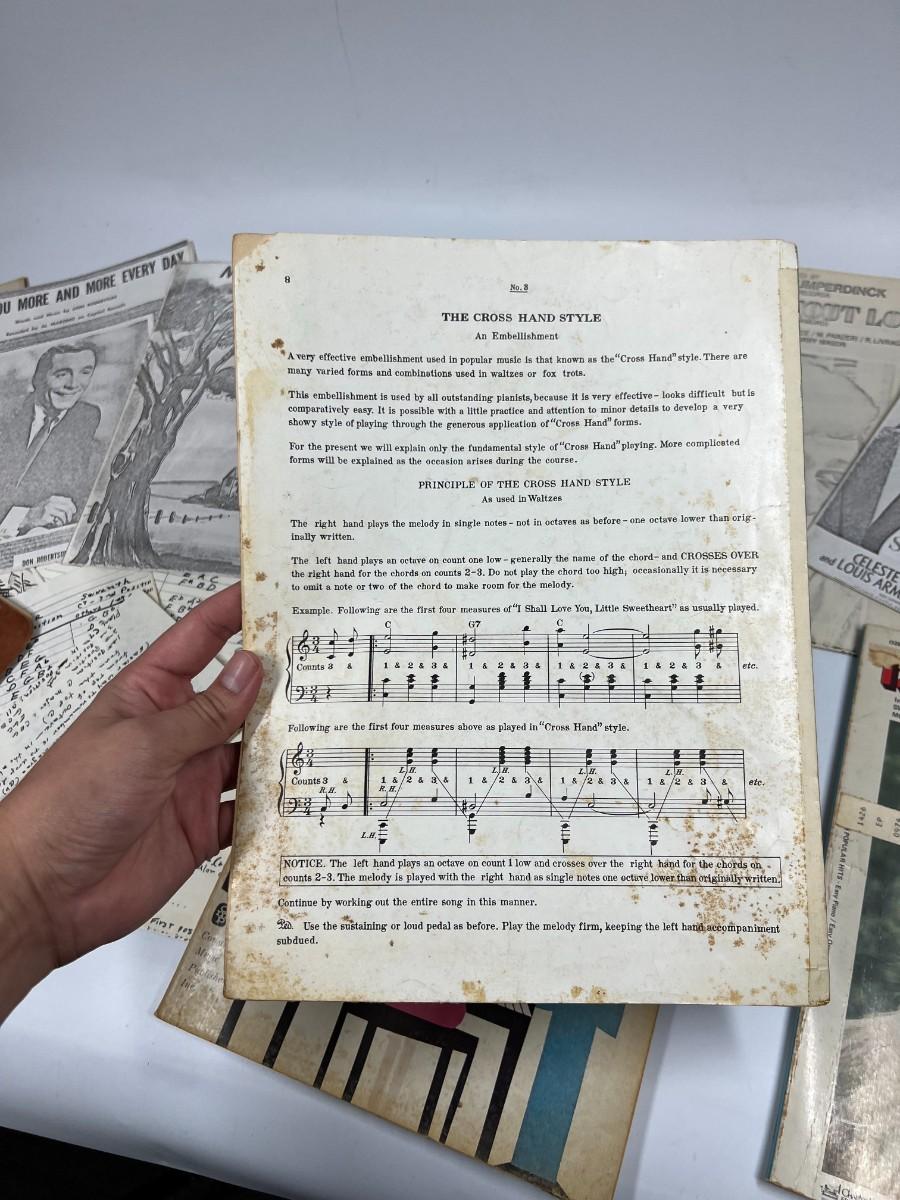 8
No. 8
THE CROSS HAND STYLE
An Embellishment
A very effective embellishment used in popular music is that known as the "Cross Hand" style. There are
many varied forms and combinations used in waltzes or fox trots.
This embellishment is used by all outstanding pianists, because it is very effective - looks difficult but is
comparatively easy. It is possible with a little practice and attention to minor details to develop a very
showy style of playing through the generous application of "Cross Hand" forms.
For the present we will explain only the fundamental style of "Cross Hand" playing. More complicated
forms will be explained as the occasion arises during the course.
PRINCIPLE OF THE CROSS HAND STYLE
As used in Waltzes
The right hand plays the melody in single notes - not in octaves as before - one octave lower than orig-
inally written.
The left hand plays an octave on count one low - generally the name of the chord - and CROSSES OVER
the right hand for the chords on counts 2-3. Do not play the chord too high; occasionally it is necessary
to omit a note or two of the chord to make room for the melody.
Example. Following are the first four measures of "I Shall Love You, Little Sweetheart" as usually played.
C G7 C
Counts 3 & 1 & 2 & 3 & 1 & 2 & 3 & 1 & 2 & 3 & 1 & 2 & 3 & etc.
Following are the first four measures above as played in "Cross Hand" style.
L.H. L.H. L.H. L.H.
Counts 3 & 1 & 2 & 3 & 1 & 2 & 3 & 1 & 2 & 3 & 1 & 2 & 3 & etc.
R.H. R.H.
L.H.
NOTICE. The left hand plays an octave on count 1 low and crosses over the right hand for the chords on
counts 2-3. The melody is played with the right hand as single notes one octave lower than originally written.
Continue by working out the entire song in this manner.
Ped. Use the sustaining or loud pedal as before. Play the melody firm, keeping the left hand accompaniment
subdued.
OU MORE AND MORE EVERY DAY
DON ROBERTSON
UMPERDINCK
OUT LO
CELESTE
and LOUIS ARM
POPULAR HITS